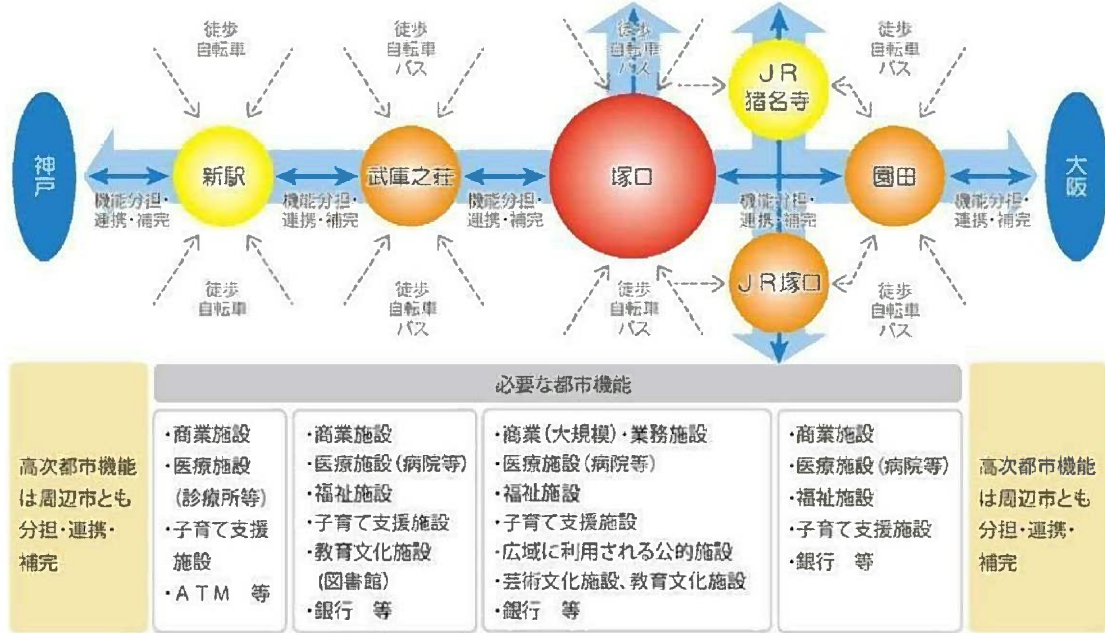 徒歩
自転車
徒歩
自転車
バス
徒歩
自転車
バス
徒歩
自転車
バス
JR
猪名寺
神戸
新駅
武庫之荘
塚口
園田
大阪
機能分担・
連携・補完
機能分担・
連携・補完
機能分担・
連携・補完
機能分担・
連携・補完
機能分担・
連携・補完
JR塚口
徒歩
自転車
徒歩
自転車
バス
徒歩
自転車
バス
徒歩
自転車
バス
必要な都市機能
高次都市機能
は周辺市とも
分担・連携・
補完
・商業施設
・医療施設
(診療所等)
・子育て支援
施設
・ATM 等
・商業施設
・医療施設(病院等)
・福祉施設
・子育て支援施設
・教育文化施設
(図書館)
・銀行 等
・商業(大規模)・業務施設
・医療施設(病院等)
・福祉施設
・子育て支援施設
・広域に利用される公的施設
・芸術文化施設、教育文化施設
・銀行 等
・商業施設
・医療施設(病院等)
・福祉施設
・子育て支援施設
・銀行 等
高次都市機能
は周辺市とも
分担・連携・
補完